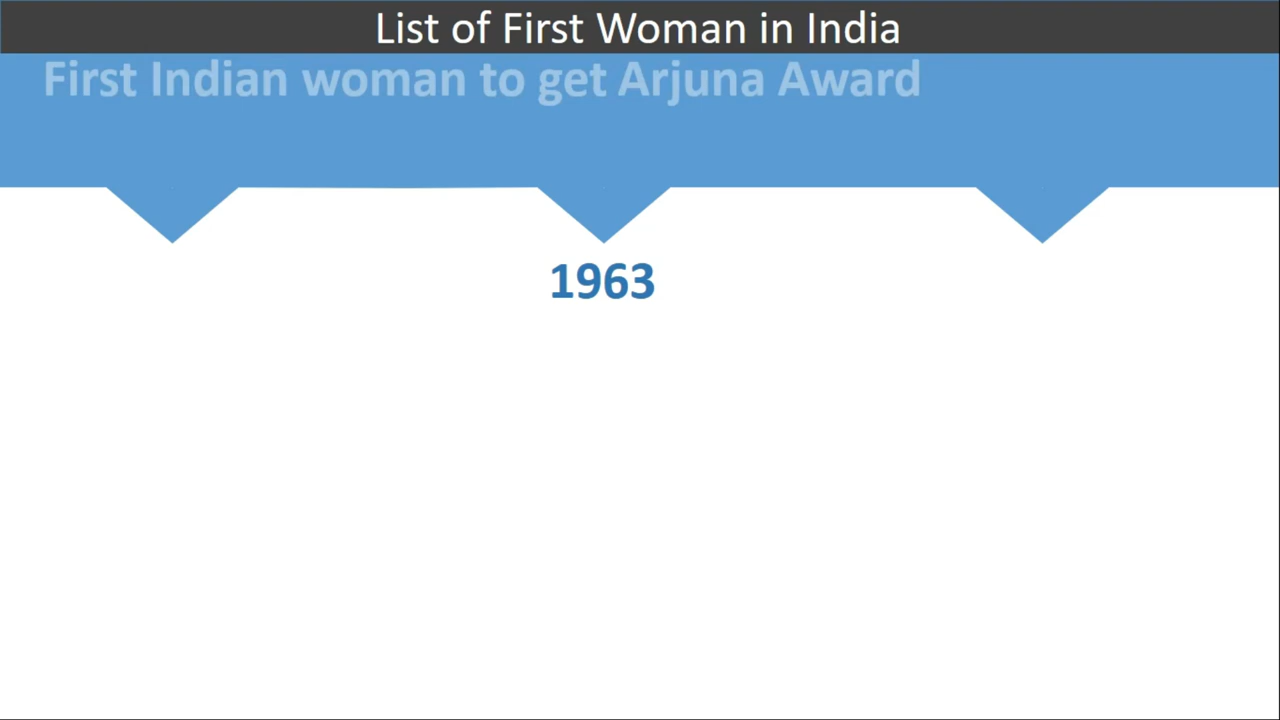 List of First Woman in India
First Indian woman to get Arjuna Award
1963